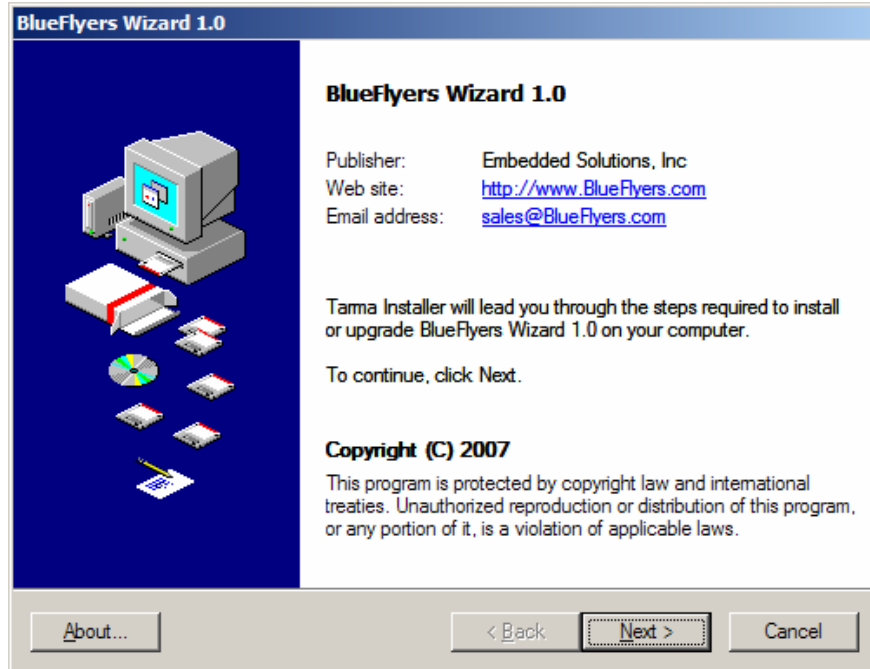 BlueFlyers Wizard 1.0
BlueFlyers Wizard 1.0
Publisher: Embedded Solutions, Inc
Web site: http://www.BlueFlyers.com
Email address: sales@BlueFlyers.com
Tarma Installer will lead you through the steps required to install
or upgrade BlueFlyers Wizard 1.0 on your computer.
To continue, click Next.
Copyright (C) 2007
This program is protected by copyright law and international
treaties. Unauthorized reproduction or distribution of this program,
or any portion of it, is a violation of applicable laws.
About... < Back Next > Cancel